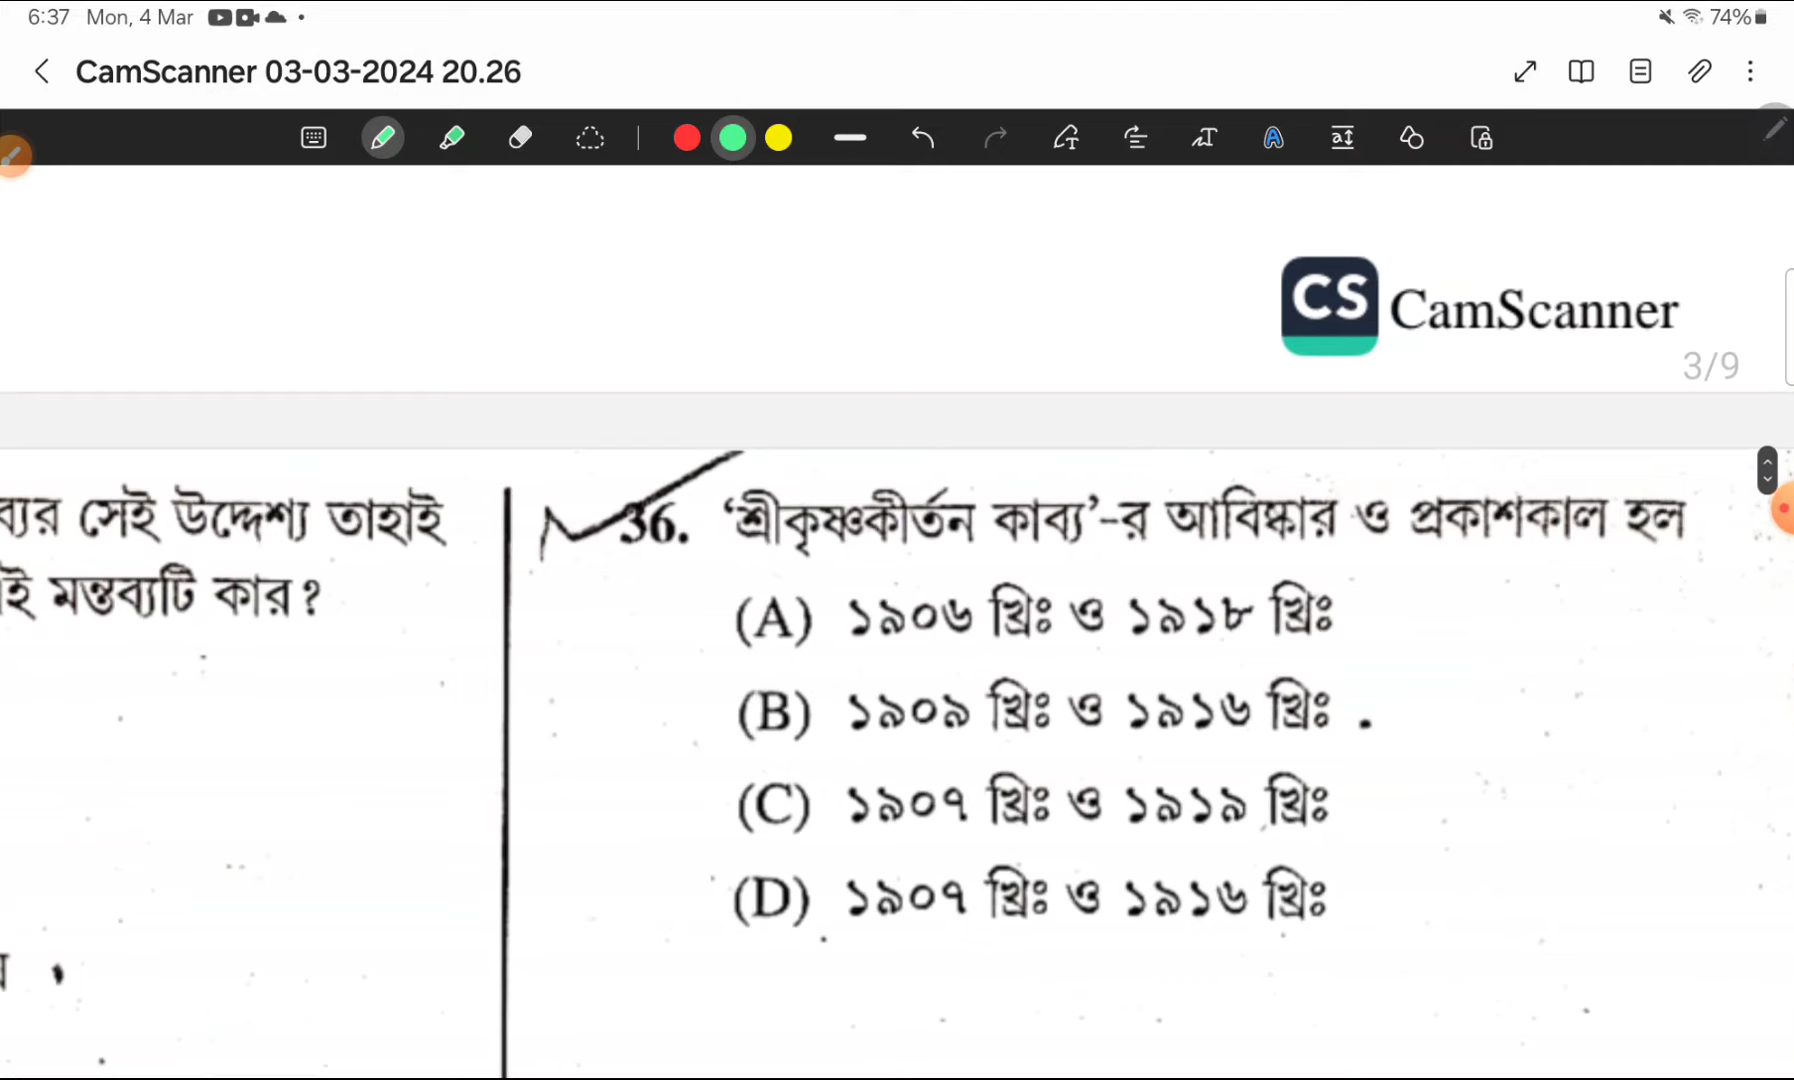 6:37 Mon, 4 Mar 74%
CamScanner 03-03-2024 20.26
CS CamScanner
3/9
সেই উদ্দেশ্য তাহাই
মন্তব্যটি কার?
36. ‘শ্রীকৃষ্ণকীর্তন কাব্য’-র আবিষ্কার ও প্রকাশকাল হল
(A) ১৯০৬ খ্রিঃ ও ১৯১৮ খ্রিঃ
(B) ১৯০৯ খ্রিঃ ও ১৯১৬ খ্রিঃ .
(C) ১৯০৭ খ্রিঃ ও ১৯১৯ খ্রিঃ
(D) ১৯০৭ খ্রিঃ ও ১৯১৬ খ্রিঃ